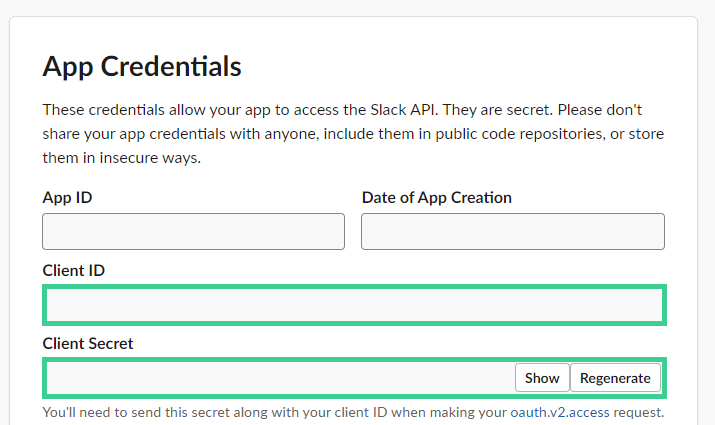 App Credentials
These credentials allow your app to access the Slack API. They are secret. Please don't
share your app credentials with anyone, include them in public code repositories, or store
them in insecure ways.
App ID
Date of App Creation
Client ID
Client Secret
Show
Regenerate
You'll need to send this secret along with your client ID when making your oauth.v2.access request.